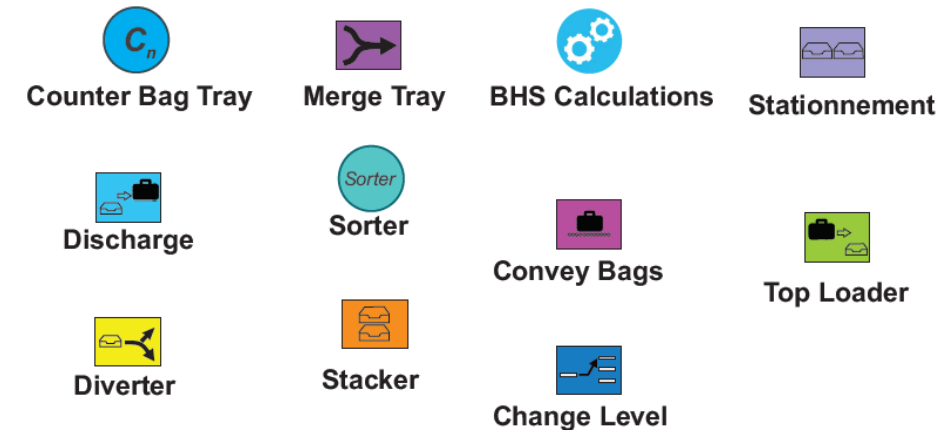 Cn
Counter Bag Tray
Merge Tray
BHS Calculations
Stationnement
Discharge
Sorter
Sorter
Convey Bags
Top Loader
Diverter
Stacker
Change Level